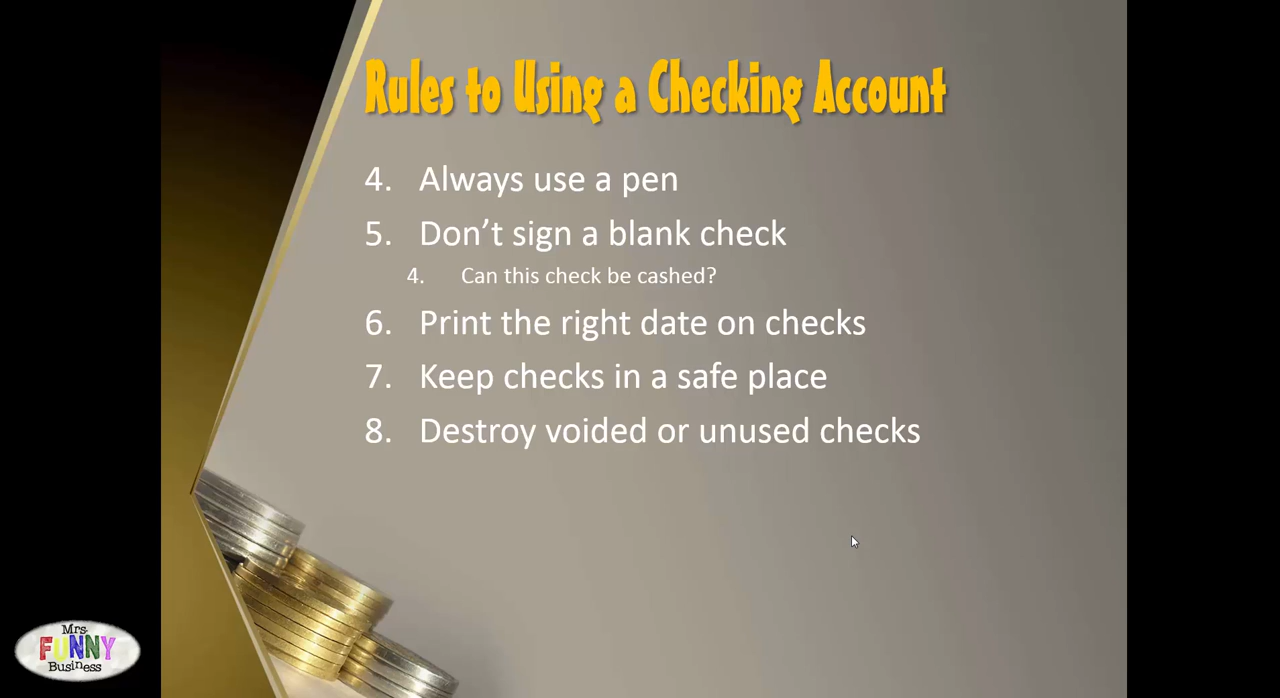 Rules to Using a Checking Account
4. Always use a pen
5. Don’t sign a blank check
4. Can this check be cashed?
6. Print the right date on checks
7. Keep checks in a safe place
8. Destroy voided or unused checks
Mrs.
FUNNY
Business